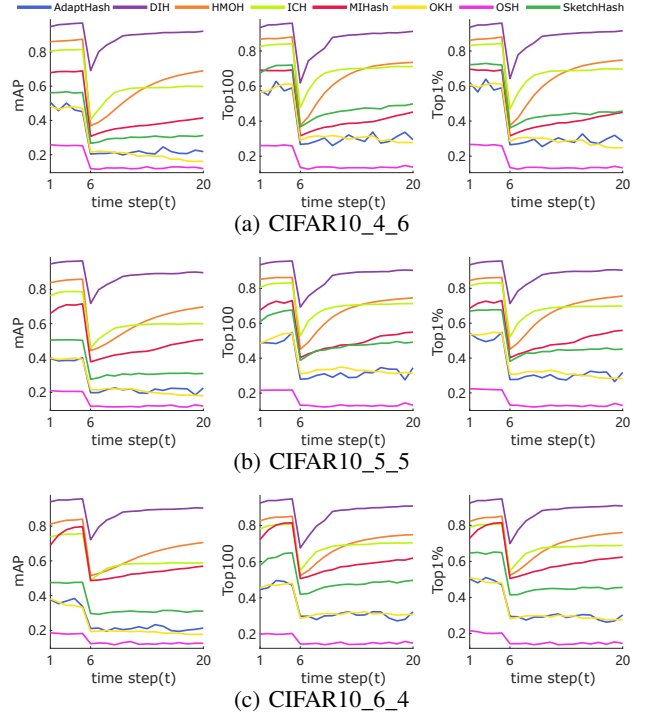 AdaptHash DIH HMOH ICH MIHash OKH OSH SketchHash
mAP
0.8
0.6
0.4
0.2
1 6 20
time step(t)
Top100
0.8
0.6
0.4
0.2
1 6 20
time step(t)
Top1%
0.8
0.6
0.4
0.2
1 6 20
time step(t)
(a) CIFAR10_4_6
mAP
0.8
0.6
0.4
0.2
1 6 20
time step(t)
Top100
0.8
0.6
0.4
0.2
1 6 20
time step(t)
Top1%
0.8
0.6
0.4
0.2
1 6 20
time step(t)
(b) CIFAR10_5_5
mAP
0.8
0.6
0.4
0.2
1 6 20
time step(t)
Top100
0.8
0.6
0.4
0.2
1 6 20
time step(t)
Top1%
0.8
0.6
0.4
0.2
1 6 20
time step(t)
(c) CIFAR10_6_4